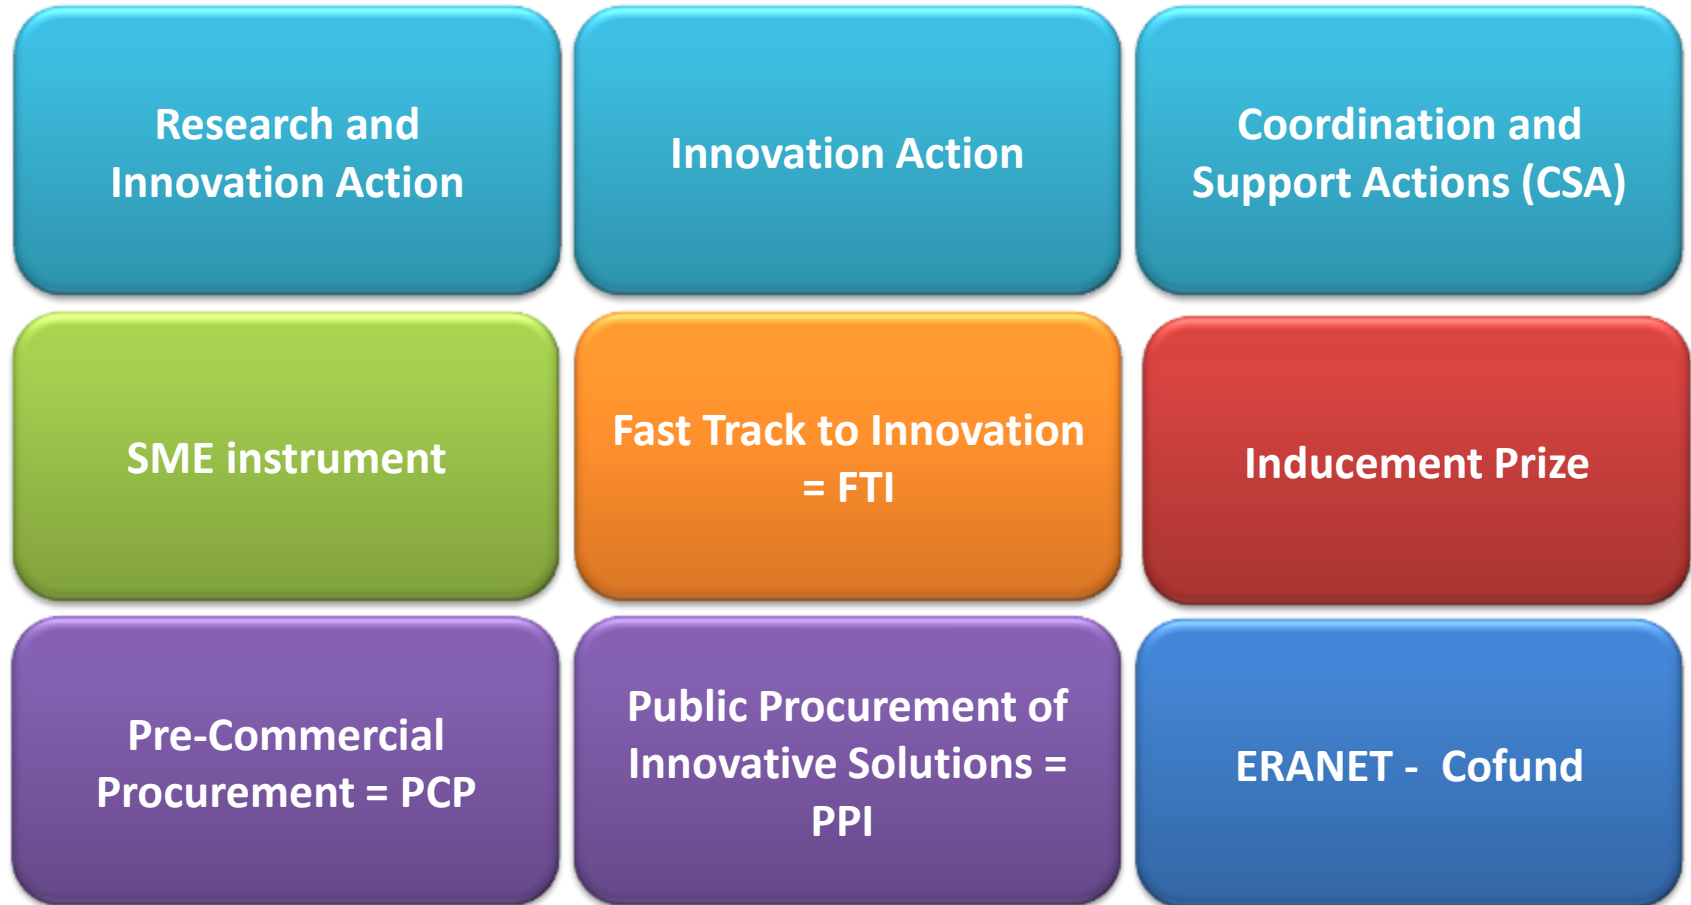 Research and
Innovation Action
Innovation Action
Coordination and
Support Actions (CSA)
SME instrument
Fast Track to Innovation
= FTI
Inducement Prize
Pre-Commercial
Procurement = PCP
Public Procurement of
Innovative Solutions =
PPI
ERANET -  Cofund